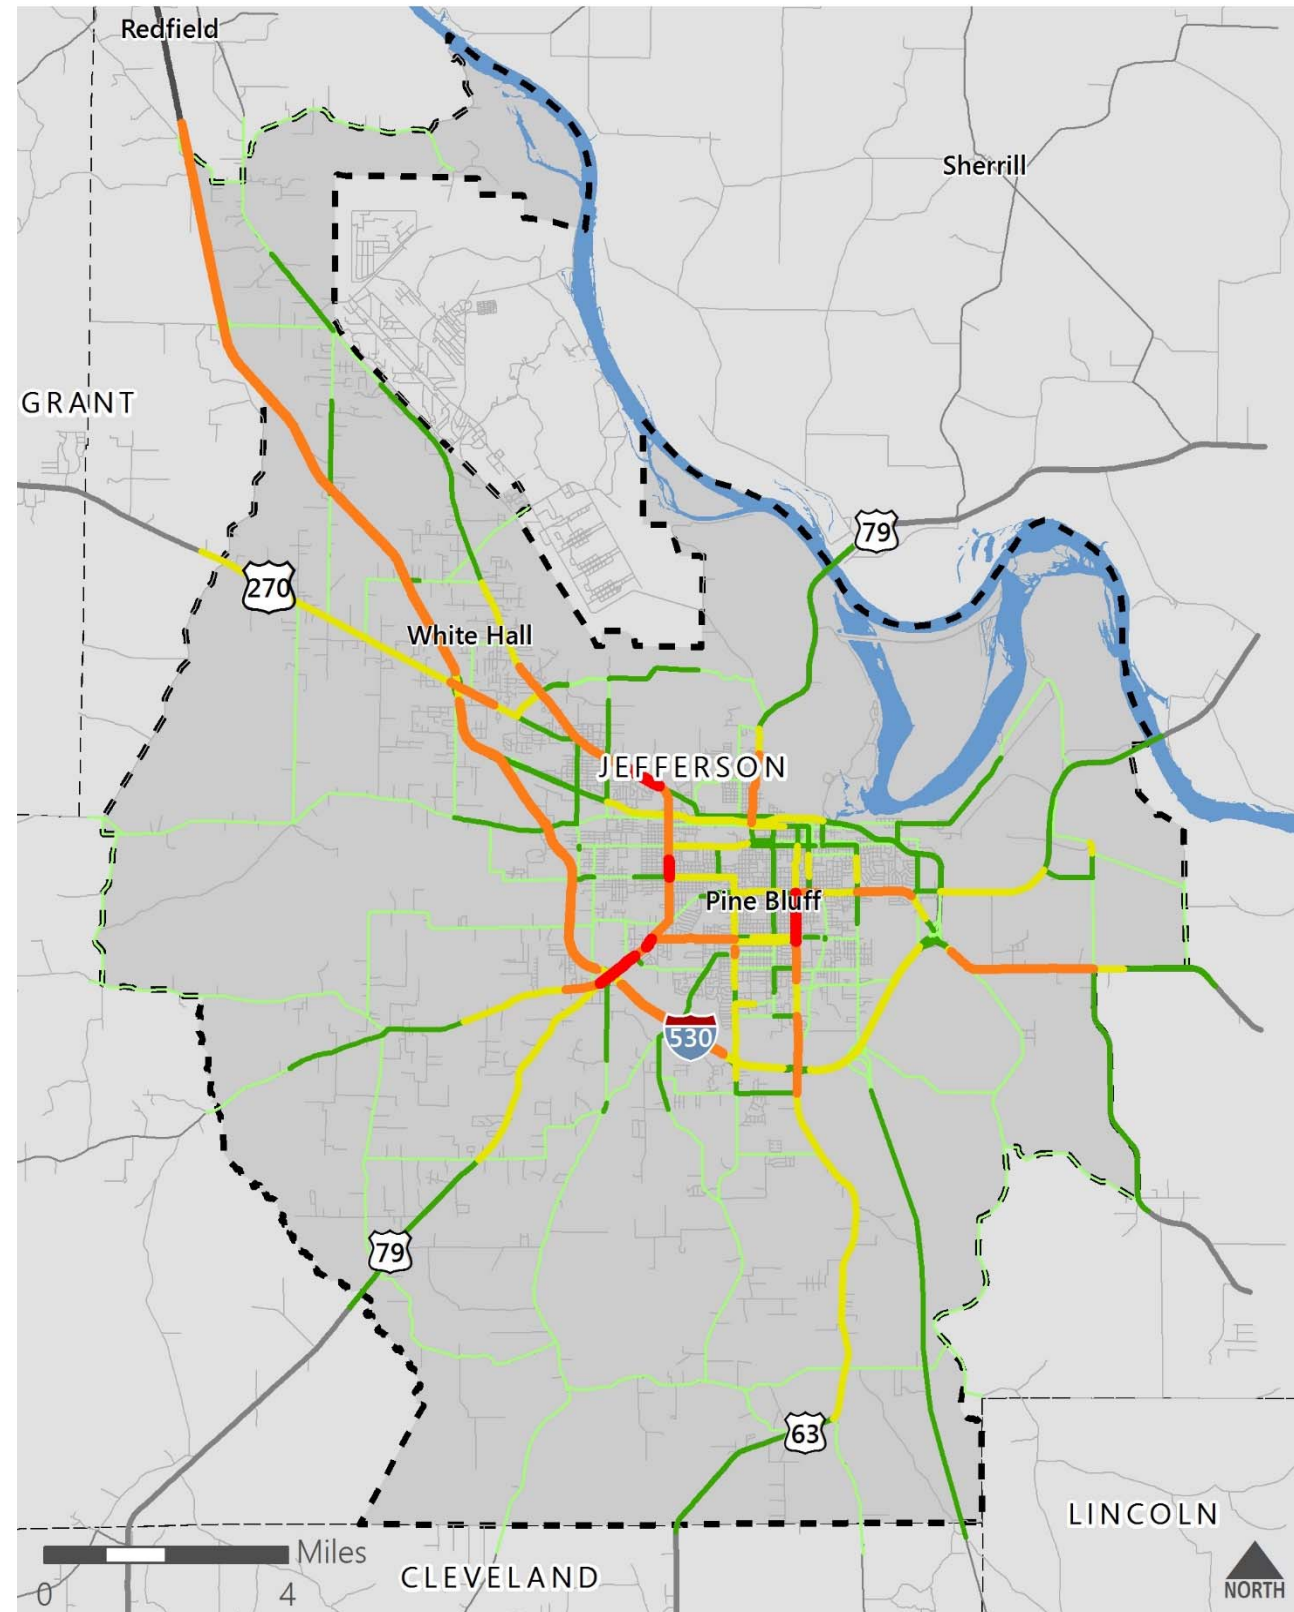 Redfield
Sherrill
GRANT
79
270
White Hall
JEFFERSON
Pine Bluff
530
79
63
LINCOLN
Miles
CLEVELAND
0
4
NORTH